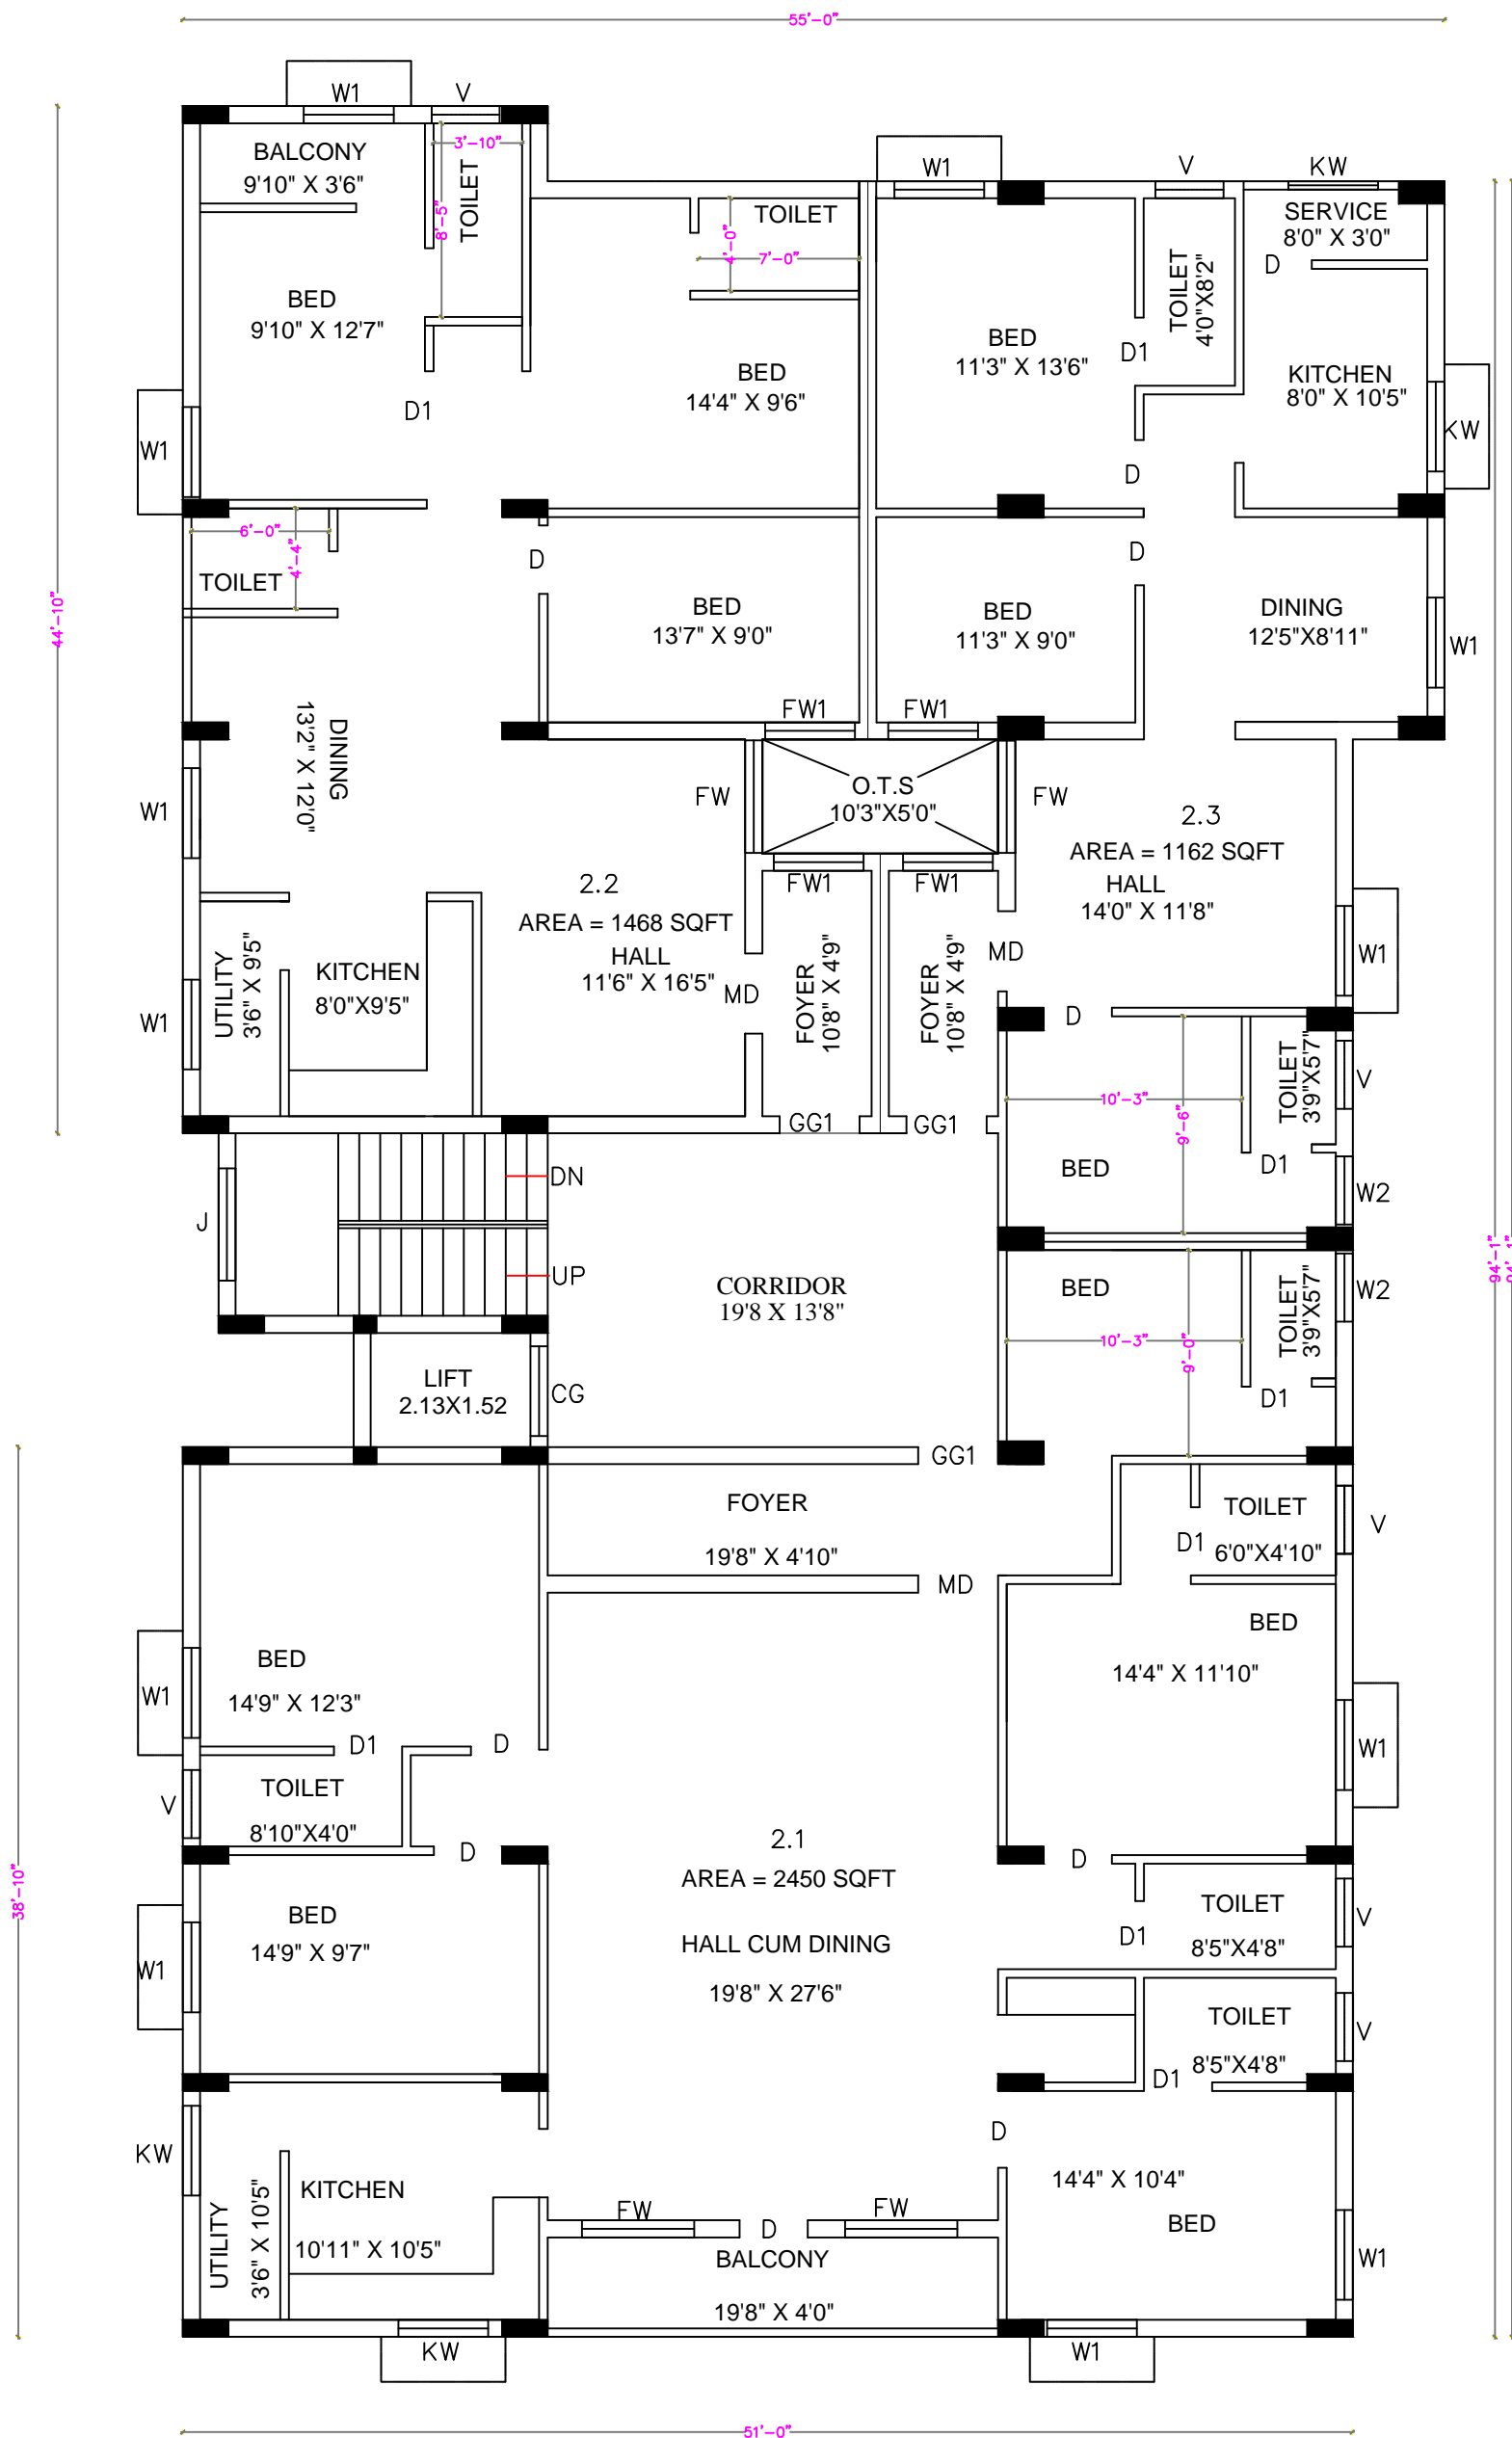 55'-0"
W1
V
BALCONY
9'10" X 3'6"
3'-10"
TOILET
8'-5"
W1
V
KW
TOILET
4'-0"
7'-0"
SERVICE
8'0" X 3'0"
D
TOILET
4'0"X8'2"
BED
9'10" X 12'7"
BED
11'3" X 13'6"
D1
BED
14'4" X 9'6"
KITCHEN
8'0" X 10'5"
D1
W1
KW
D
6'-0"
4'-4"
TOILET
D
D
44'-10"
BED
13'7" X 9'0"
BED
11'3" X 9'0"
DINING
12'5"X8'11"
W1
FW1
FW1
DINING
13'2" X 12'0"
W1
FW
O.T.S
10'3"X5'0"
FW
2.3
AREA = 1162 SQFT
HALL
14'0" X 11'8"
2.2
AREA = 1468 SQFT
HALL
11'6" X 16'5"
FW1
FW1
MD
MD
W1
UTILITY
3'6" X 9'5"
KITCHEN
8'0"X9'5"
W1
FOYER
10'8" X 4'9"
FOYER
10'8" X 4'9"
D
TOILET
3'9"X5'7"
V
10'-3"
9'-6"
GG1
GG1
BED
D1
W2
DN
J
UP
CORRIDOR
19'8 X 13'8"
BED
TOILET
3'9"X5'7"
W2
94'-1"
94'-1"
10'-3"
9'-0"
D1
LIFT
2.13X1.52
CG
GG1
FOYER
19'8" X 4'10"
MD
TOILET
6'0"X4'10"
D1
V
BED
14'4" X 11'10"
BED
14'9" X 12'3"
W1
D1
D
W1
TOILET
8'10"X4'0"
V
D
2.1
AREA = 2450 SQFT
HALL CUM DINING
19'8" X 27'6"
D
TOILET
8'5"X4'8"
D1
V
38'-10"
BED
14'9" X 9'7"
W1
TOILET
8'5"X4'8"
D1
V
D
KW
14'4" X 10'4"
BED
KITCHEN
10'11" X 10'5"
UTILITY
3'6" X 10'5"
FW
D
FW
BALCONY
19'8" X 4'0"
W1
KW
W1
51'-0"